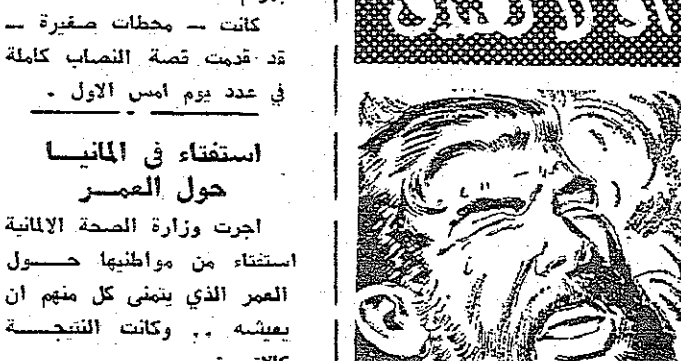 كانت — محطات صغيرة —
قد قدمت قصة النصاب كاملة
في عدد يوم امس الاول .
استفتاء في المانيا
حول العمر
اجرت وزارة الصحة الالمانية
استفتاء من مواطنيها حول
العمر الذي يتمنى كل منهم ان
يعيشه .. وكانت النتيجة